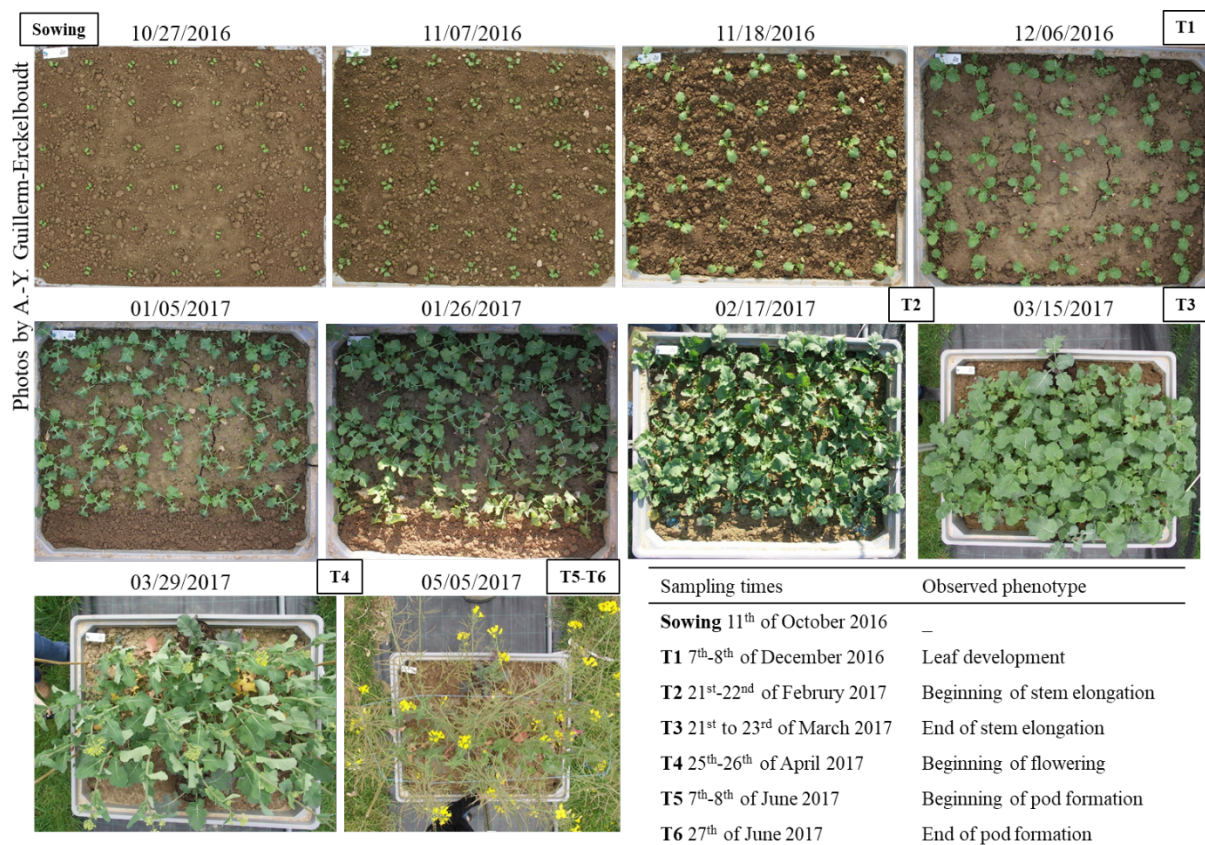 Sowing
10/27/2016
11/07/2016
11/18/2016
12/06/2016
T1
Photos by A.-Y. Guillerm-Erckelboudt
01/05/2017
01/26/2017
02/17/2017
T2
03/15/2017
T3
03/29/2017
T4
05/05/2017
T5-T6
Sampling times Observed phenotype
Sowing 11th of October 2016 _
T1 7th-8th of December 2016 Leaf development
T2 21st-22nd of Februry 2017 Beginning of stem elongation
T3 21st to 23rd of March 2017 End of stem elongation
T4 25th-26th of April 2017 Beginning of flowering
T5 7th-8th of June 2017 Beginning of pod formation
T6 27th of June 2017 End of pod formation